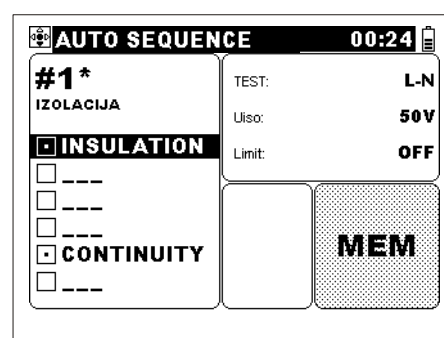 AUTO SEQUENCE 00:24
#1*
IZOLACIJA
INSULATION
___
___
___
CONTINUITY
___
TEST: L-N
Uiso: 50V
Limit: OFF
MEM